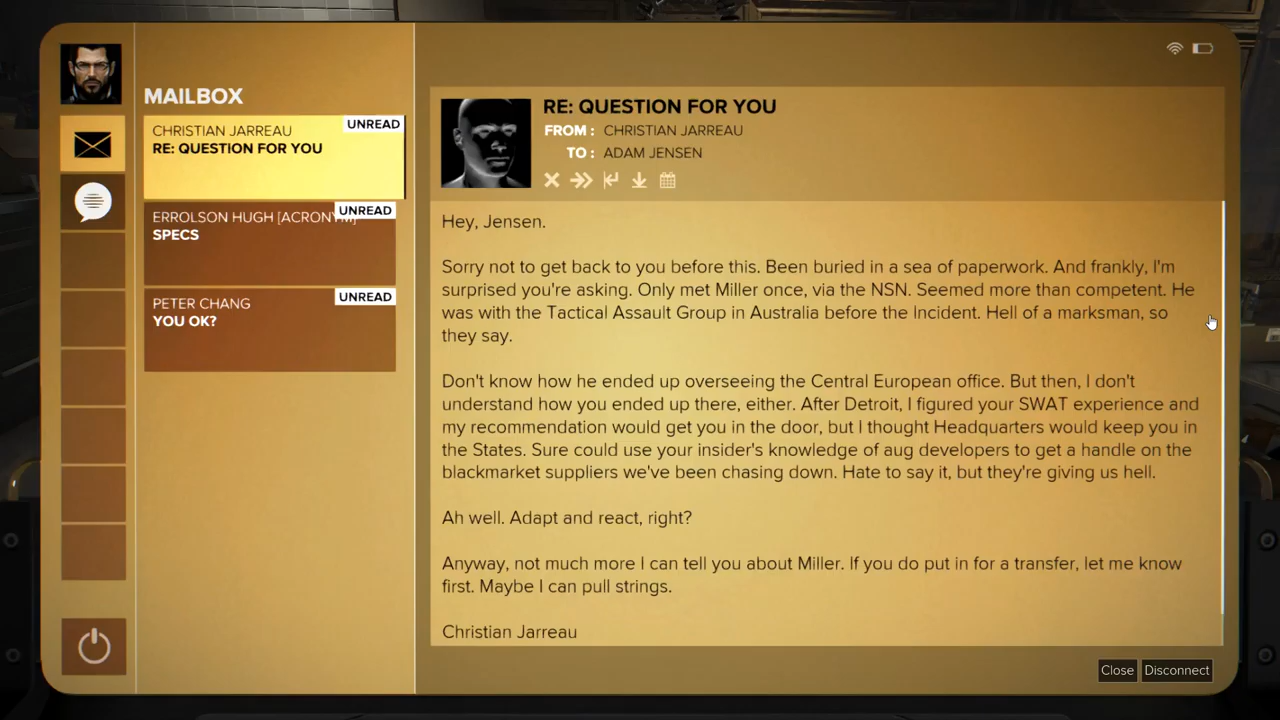 MAILBOX
CHRISTIAN JARREAU
UNREAD
RE: QUESTION FOR YOU
ERROLSON HUGH [ACRONYM]
UNREAD
SPECS
PETER CHANG
UNREAD
YOU OK?
RE: QUESTION FOR YOU
FROM : CHRISTIAN JARREAU
TO : ADAM JENSEN
Hey, Jensen.
Sorry not to get back to you before this. Been buried in a sea of paperwork. And frankly, I'm
surprised you're asking. Only met Miller once, via the NSN. Seemed more than competent. He
was with the Tactical Assault Group in Australia before the Incident. Hell of a marksman, so
they say.
Don't know how he ended up overseeing the Central European office. But then, I don't
understand how you ended up there, either. After Detroit, I figured your SWAT experience and
my recommendation would get you in the door, but I thought Headquarters would keep you in
the States. Sure could use your insider's knowledge of aug developers to get a handle on the
blackmarket suppliers we've been chasing down. Hate to say it, but they're giving us hell.
Ah well. Adapt and react, right?
Anyway, not much more I can tell you about Miller. If you do put in for a transfer, let me know
first. Maybe I can pull strings.
Christian Jarreau
Close Disconnect